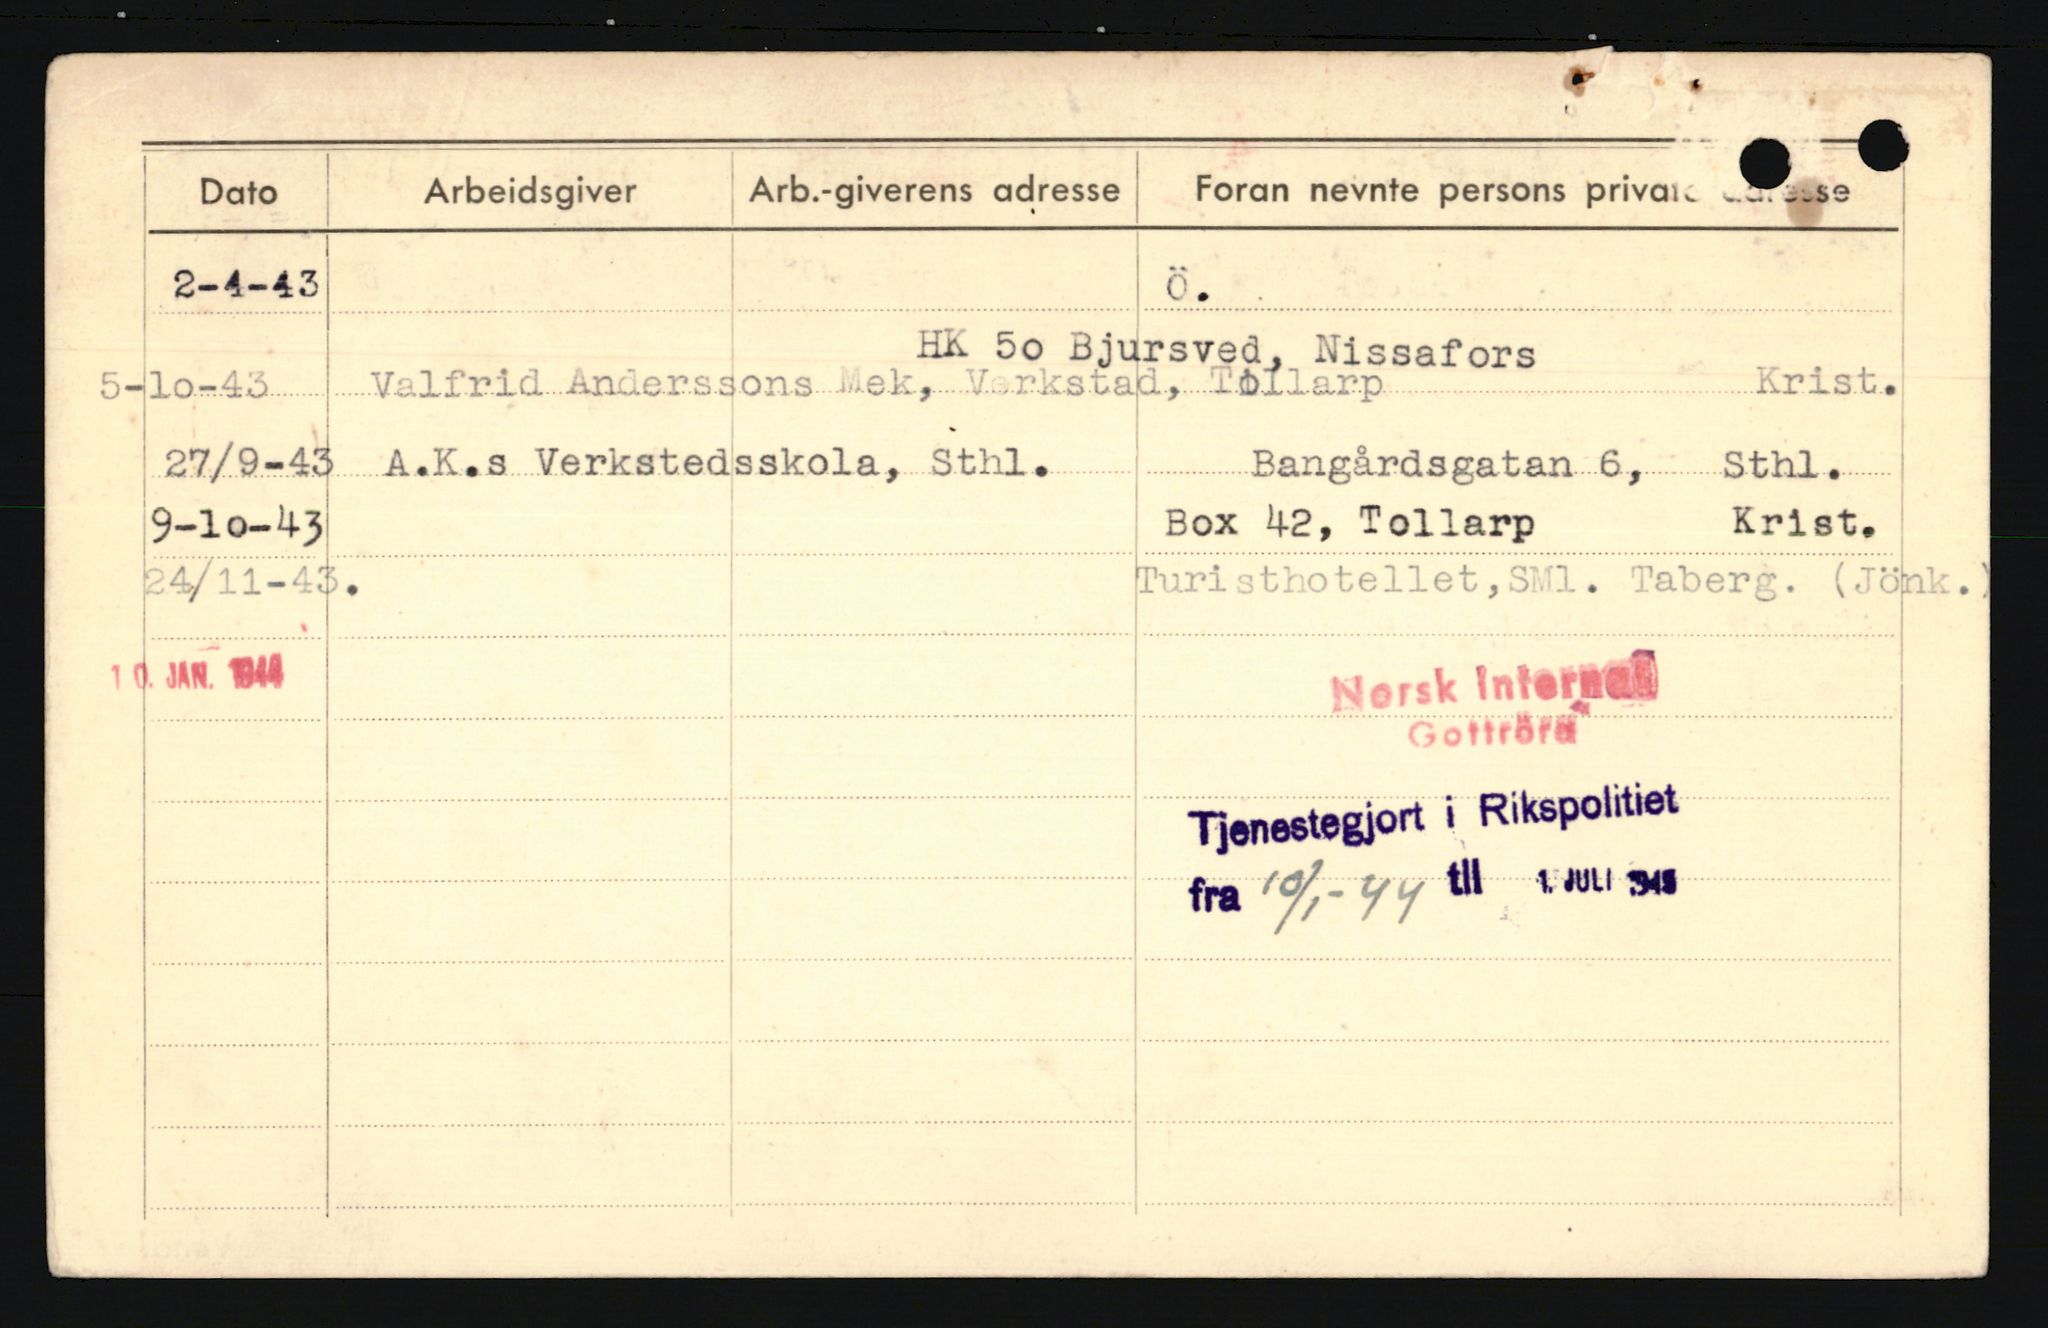 Dato Arbeidsgiver Arb.-giverens adresse Foran nevnte persons private adresse
2-4-43 Ö.
HK 5o Bjursved, Nissafors
5-1o-43 Valfrid Anderssons Mek, Verkstad, Tollarp Krist.
27/9-43 A.K.s Verkstedsskola, Sthl. Bangårdsgatan 6, Sthl.
9-1o-43 Box 42, Tollarp Krist.
24/11-43. Turisthotellet,SMl. Taberg. (Jönk.)
10. JAN. 1944 Norsk Internat
Gottröra
Tjenestegjort i Rikspolitiet
fra 10/1-44 til 1. JULI 1945